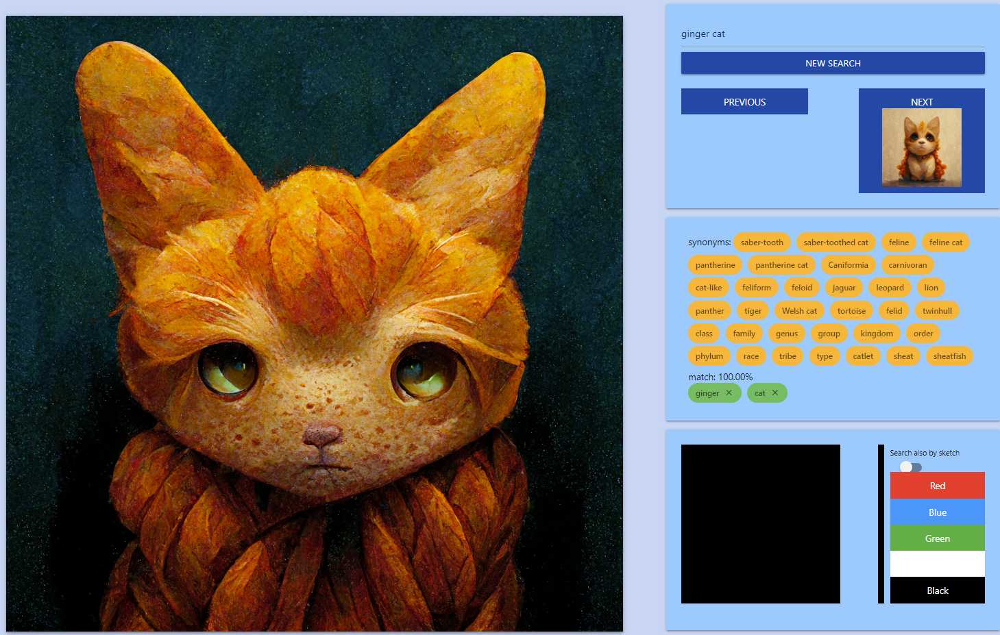 ginger cat
NEW SEARCH
PREVIOUS
NEXT
synonyms: saber-tooth saber-toothed cat feline feline cat
pantherine pantherine cat Caniformia carnivoran
cat-like feliform feloid jaguar leopard lion
panther tiger Welsh cat tortoise felid twinhull
class family genus group kingdom order
phylum race tribe type catlet sheat sheatfish
match: 100.00%
ginger × cat ×
Search also by sketch
Red
Blue
Green
Black